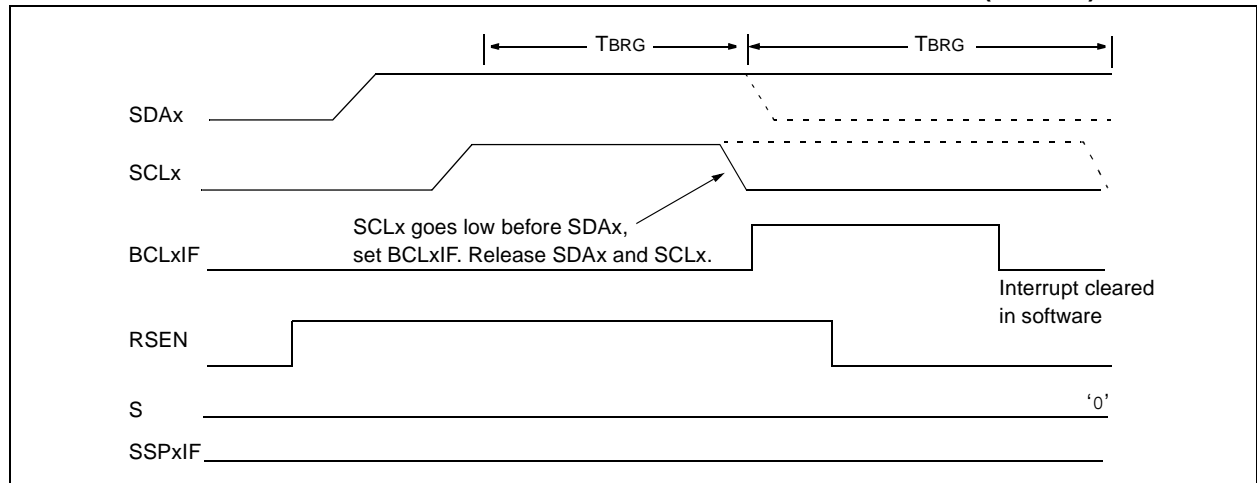 TBRG TBRG
SDAx
SCLx
SCLx goes low before SDAx,
set BCLxIF. Release SDAx and SCLx.
BCLxIF
Interrupt cleared
in software
RSEN
S ‘0’
SSPxIF